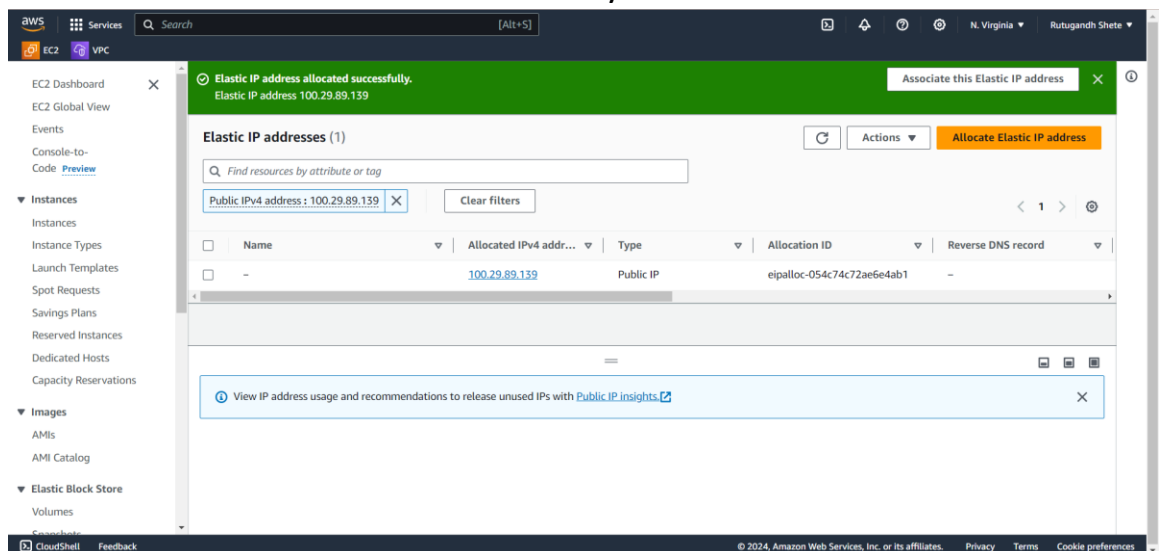 aws Services Search [Alt+S] N. Virginia ▼ Rutugandh Shete ▼
EC2 VPC
EC2 Dashboard
EC2 Global View
Events
Console-to-
Code Preview
Instances
Instances
Instance Types
Launch Templates
Spot Requests
Savings Plans
Reserved Instances
Dedicated Hosts
Capacity Reservations
Images
AMIs
AMI Catalog
Elastic Block Store
Volumes
Snapshots
Elastic IP address allocated successfully.
Elastic IP address 100.29.89.139
Associate this Elastic IP address
Elastic IP addresses (1)
Actions ▼ Allocate Elastic IP address
Find resources by attribute or tag
Public IPv4 address : 100.29.89.139 Clear filters
1
Name Allocated IPv4 addr... Type Allocation ID Reverse DNS record
– 100.29.89.139 Public IP eipalloc-054c74c72ae6e4ab1 –
View IP address usage and recommendations to release unused IPs with Public IP insights.
CloudShell Feedback © 2024, Amazon Web Services, Inc. or its affiliates. Privacy Terms Cookie preferences